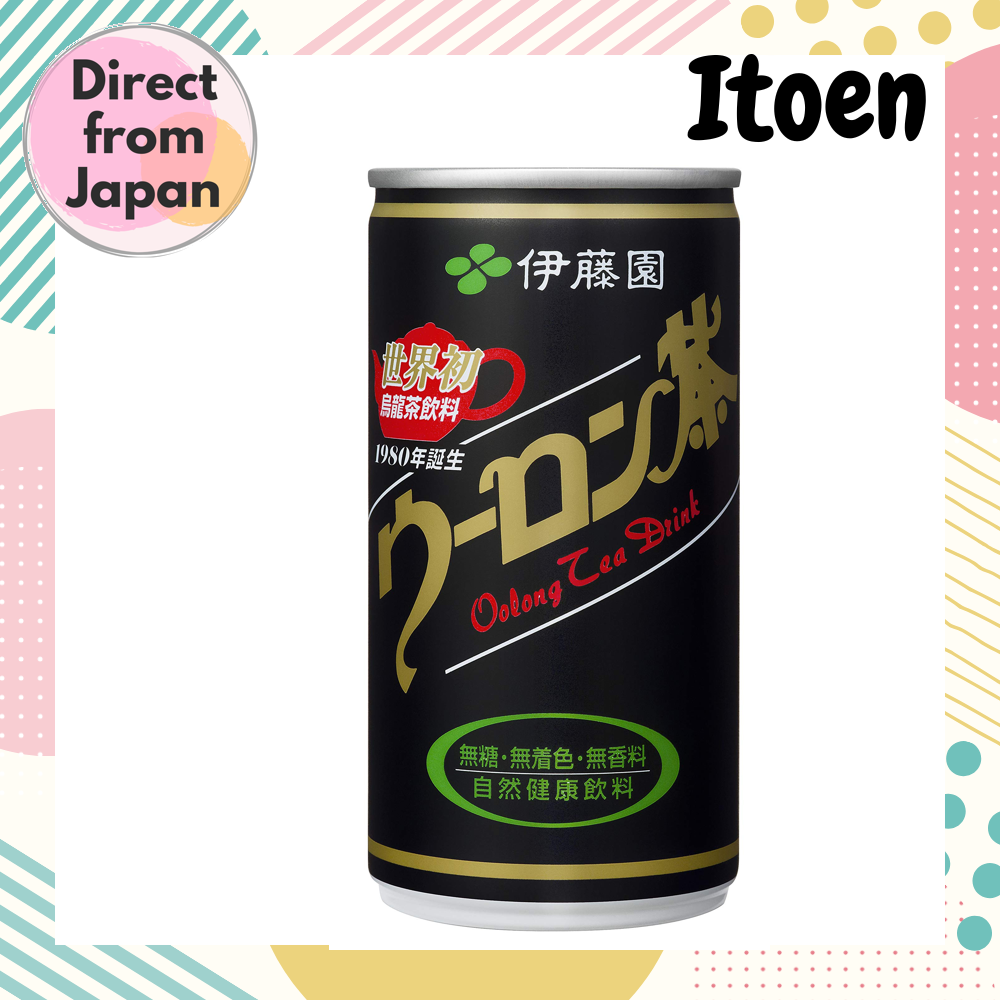 Direct
from
Japan
Itoen
伊藤園
世界初
烏龍茶飲料
1980年誕生
ウーロン茶
Oolong Tea Drink
無糖・無着色・無香料
自然健康飲料